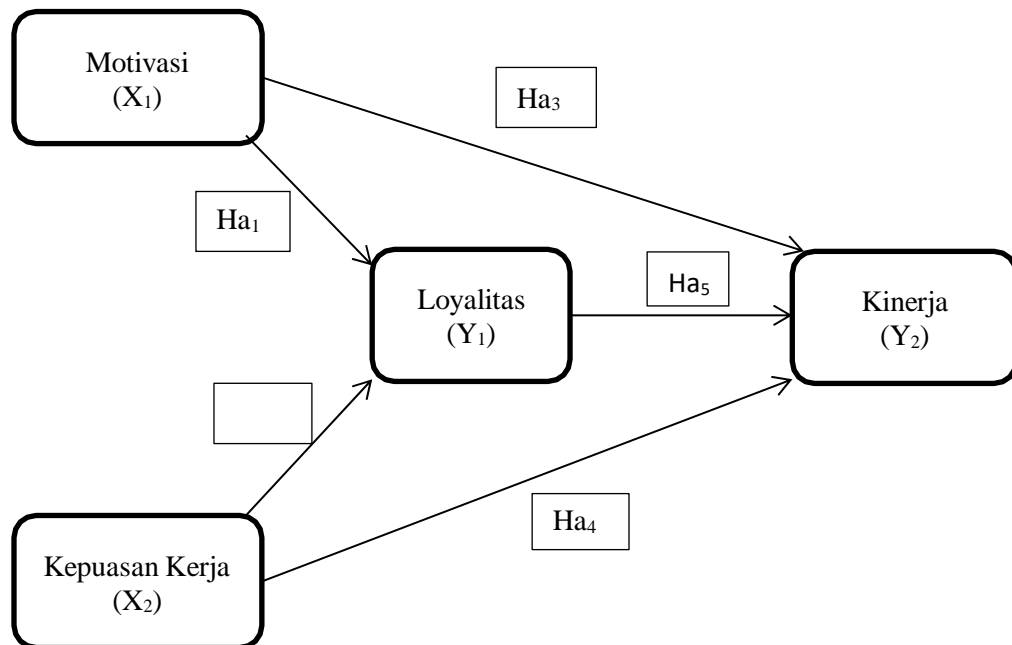 Motivasi
(X₁)
Ha₃
Ha₁
Loyalitas
(Y₁)
Ha₅
Kinerja
(Y₂)
Ha₄
Kepuasan Kerja
(X₂)